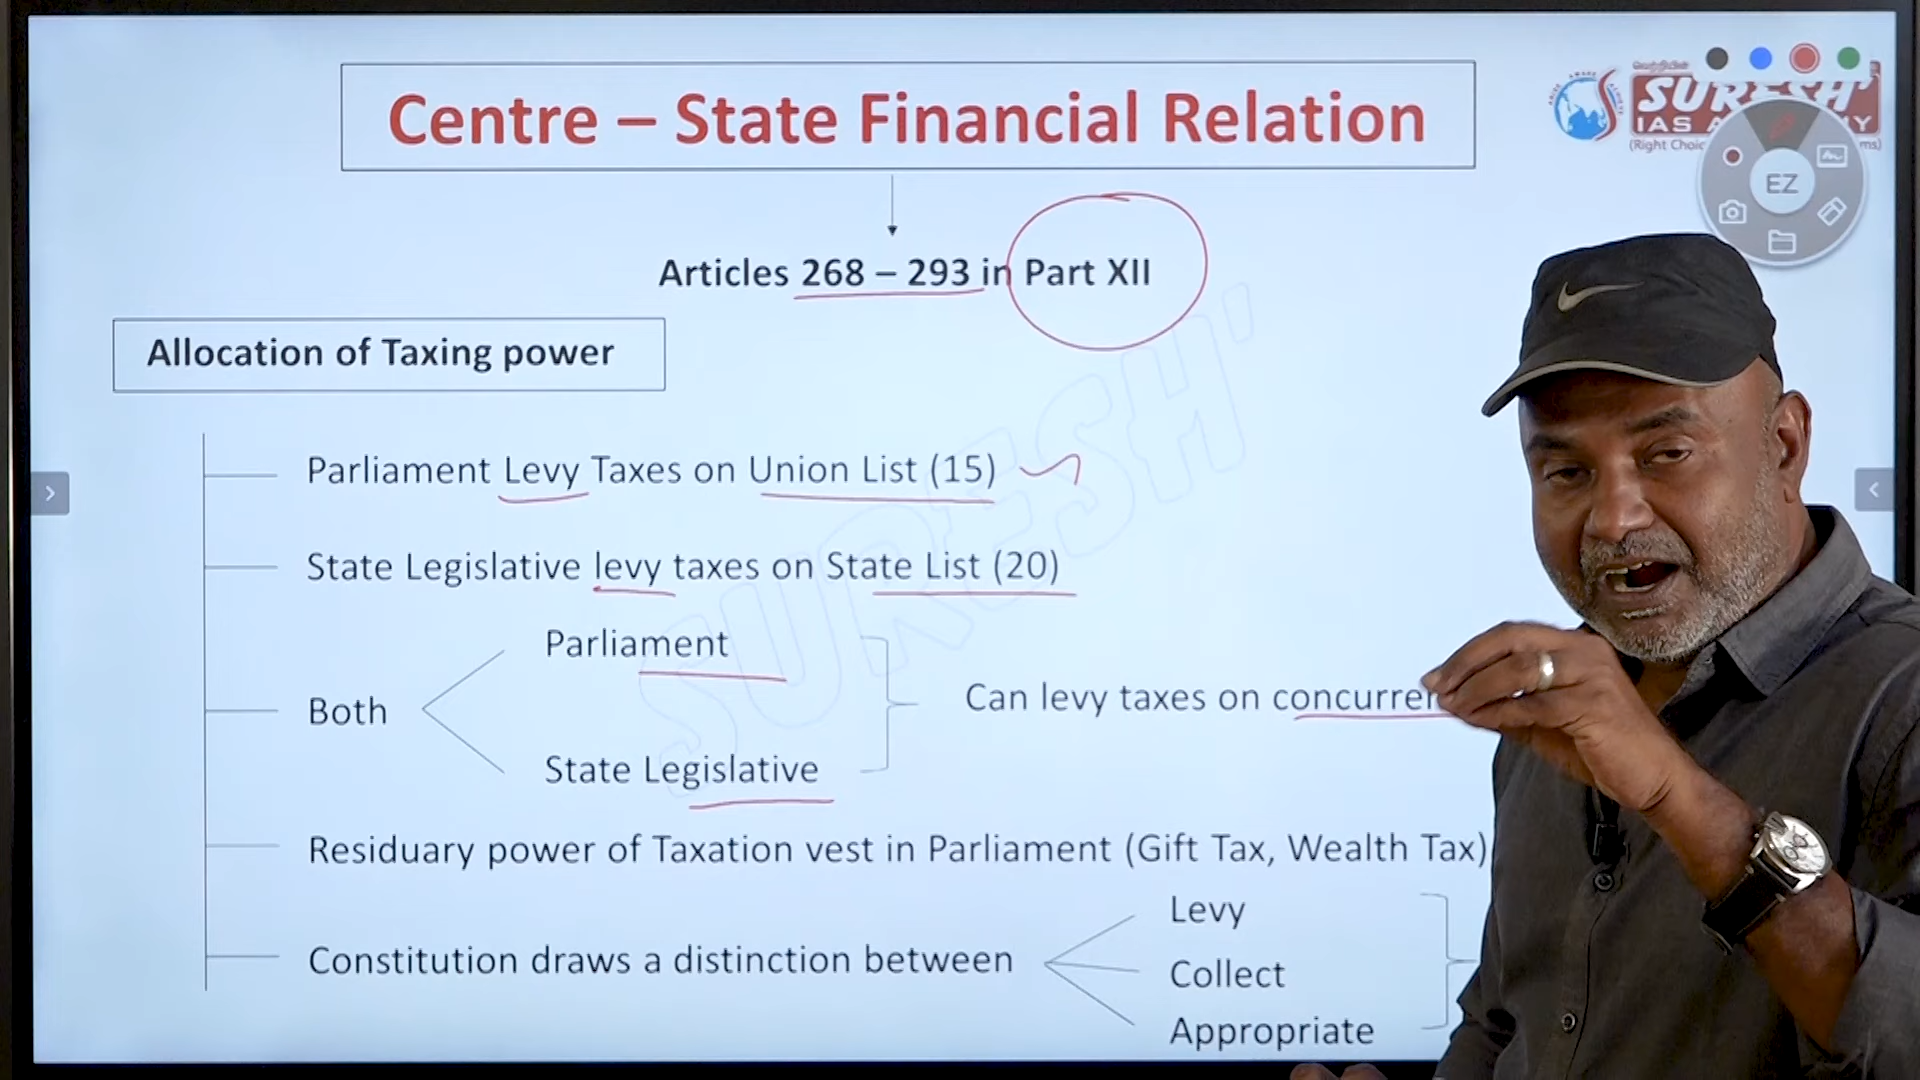 Centre – State Financial Relation
SURESH'
IAS
(Right
EZ
Articles 268 – 293 in Part XII
Allocation of Taxing power
Parliament Levy Taxes on Union List (15)
State Legislative levy taxes on State List (20)
Both
Parliament
State Legislative
Can levy taxes on
Residuary power of Taxation vest in Parliament (Gift Tax, Wealth Tax)
Constitution draws a distinction between
Levy
Collect
Appropriate
SURESH'